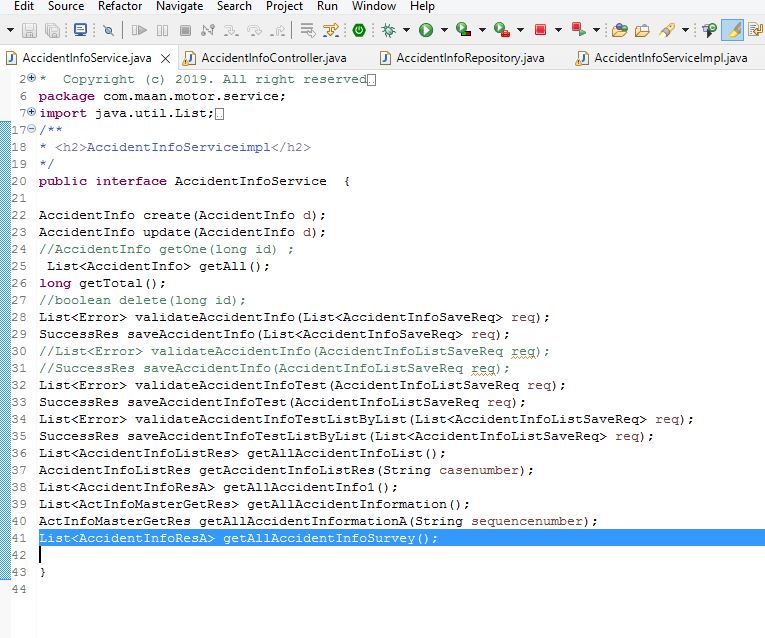 Edit Source Refactor Navigate Search Project Run Window Help
AccidentInfoService.java AccidentInfoController.java AccidentInfoRepository.java AccidentInfoServiceImpl.java
2 * Copyright (c) 2019. All right reserved
6 package com.maan.motor.service;
7 import java.util.List;
17 /**
18 * <h2>AccidentInfoServiceimpl</h2>
19 */
20 public interface AccidentInfoService {
21
22 AccidentInfo create(AccidentInfo d);
23 AccidentInfo update(AccidentInfo d);
24 //AccidentInfo getOne(long id) ;
25 List<AccidentInfo> getAll();
26 long getTotal();
27 //boolean delete(long id);
28 List<Error> validateAccidentInfo(List<AccidentInfoSaveReq> req);
29 SuccessRes saveAccidentInfo(List<AccidentInfoSaveReq> req);
30 //List<Error> validateAccidentInfo(AccidentInfoListSaveReq req);
31 //SuccessRes saveAccidentInfo(AccidentInfoListSaveReq req);
32 List<Error> validateAccidentInfoTest(AccidentInfoListSaveReq req);
33 SuccessRes saveAccidentInfoTest(AccidentInfoListSaveReq req);
34 List<Error> validateAccidentInfoTestListByList(List<AccidentInfoListSaveReq> req);
35 SuccessRes saveAccidentInfoTestListByList(List<AccidentInfoListSaveReq> req);
36 List<AccidentInfoListRes> getAllAccidentInfoList();
37 AccidentInfoListRes getAccidentInfoListRes(String casenumber);
38 List<AccidentInfoResA> getAllAccidentInfo1();
39 List<ActInfoMasterGetRes> getAllAccidentInformation();
40 ActInfoMasterGetRes getAllAccidentInformationA(String sequencenumber);
41 List<AccidentInfoResA> getAllAccidentInfoSurvey();
42
43 }
44